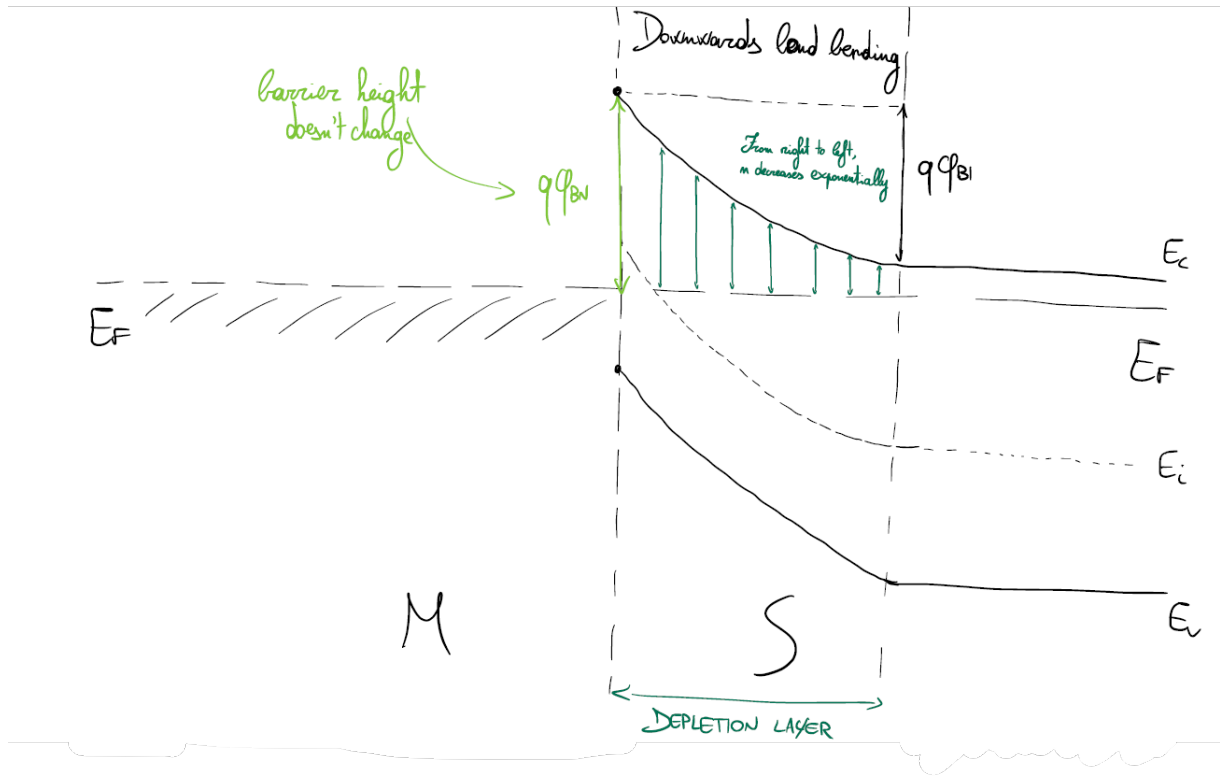 Downwards band bending
barrier height
doesn't change
From right to left,
n decreases exponentially
qφBN
qφBI
Ec
EF
EF
Ei
Ev
M
S
DEPLETION LAYER